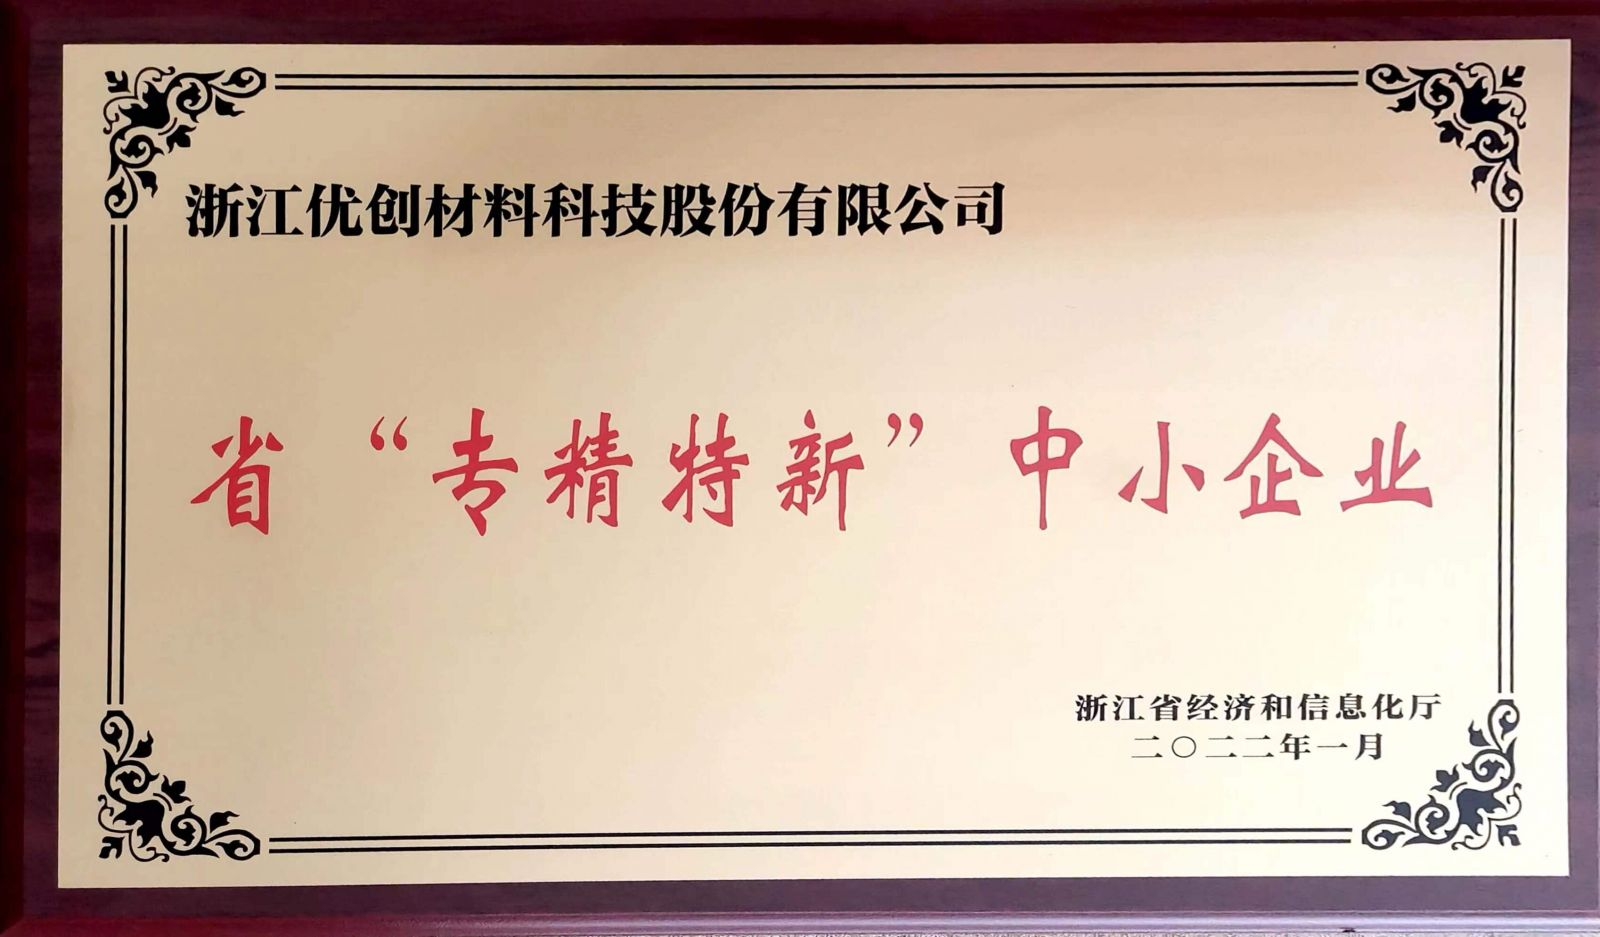 浙江优创材料科技股份有限公司
省“专精特新”中小企业
浙江省经济和信息化厅
二〇二二年一月